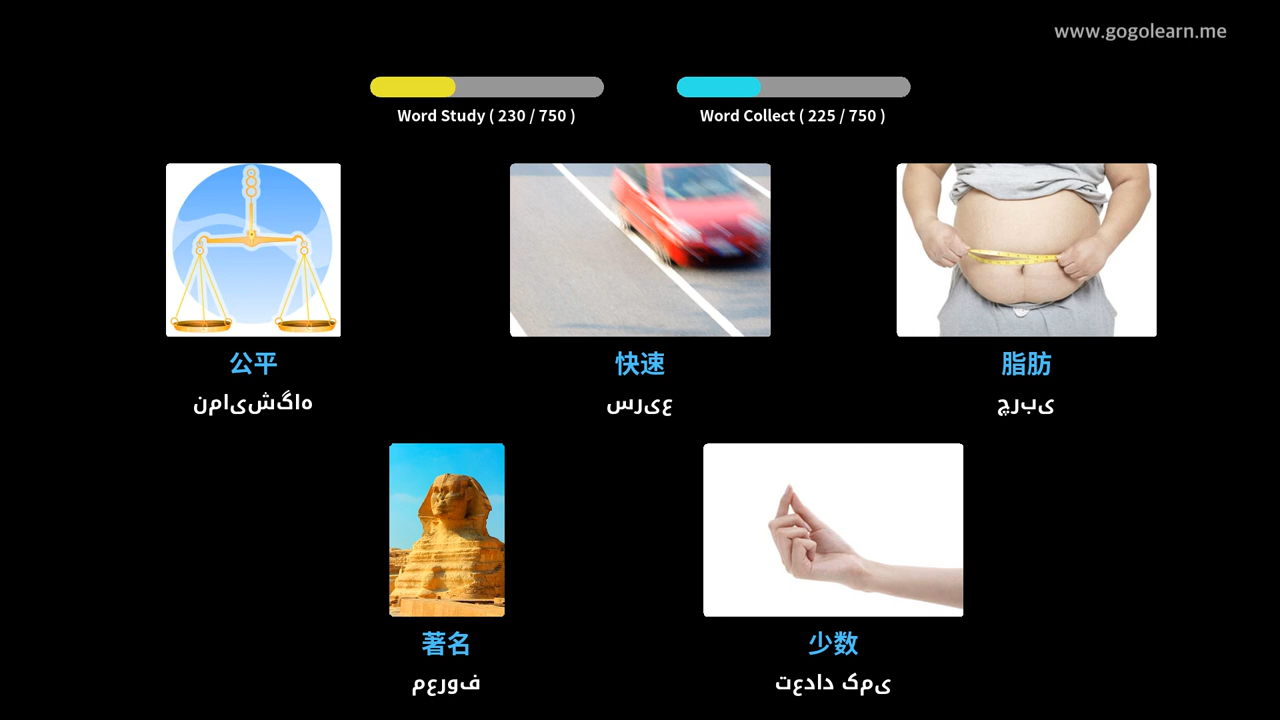 www.gogolearn.me
Word Study ( 230 / 750 )
Word Collect ( 225 / 750 )
公平
نمایشگاه
快速
سریع
脂肪
چربی
著名
معروف
少数
تعداد کمی